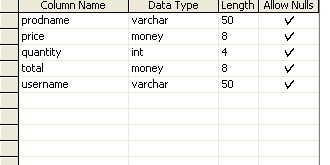 Column Name Data Type Length Allow Nulls
prodname varchar 50 ✓
price money 8 ✓
quantity int 4 ✓
total money 8 ✓
username varchar 50 ✓